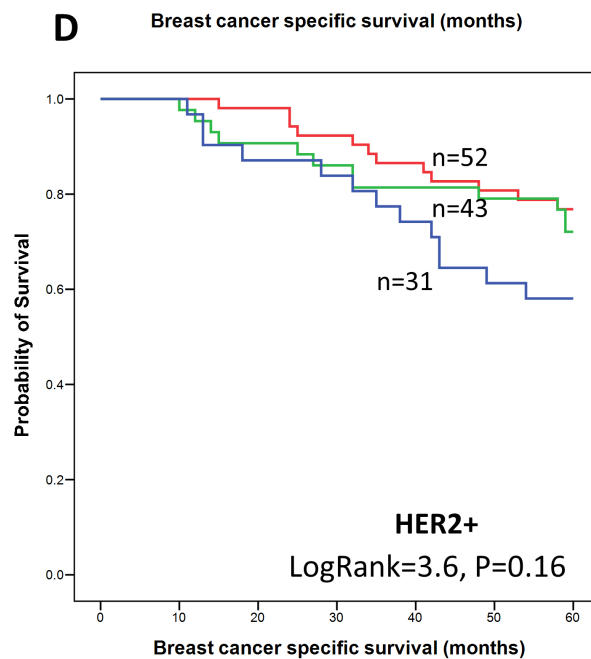 D
Breast cancer specific survival (months)
1.0
0.8
0.6
0.4
0.2
0.0
Probability of Survival
n=52
n=43
n=31
HER2+
LogRank=3.6, P=0.16
0 10 20 30 40 50 60
Breast cancer specific survival (months)